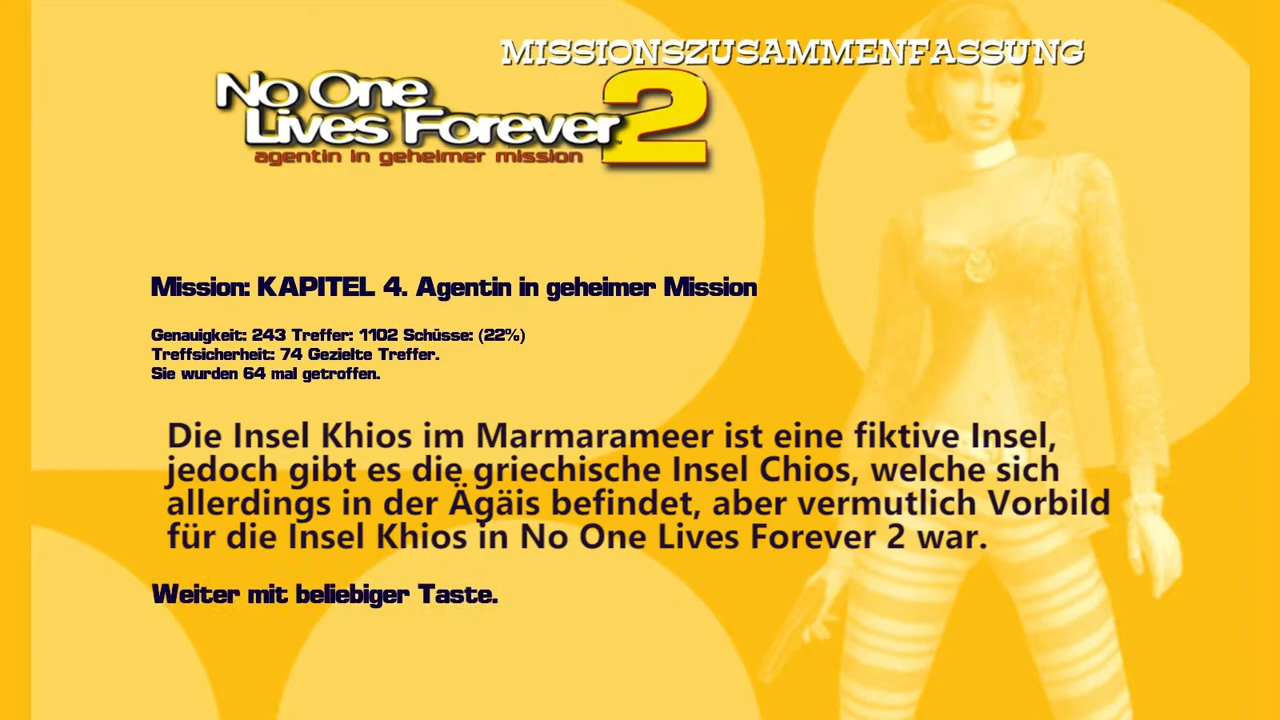 MISSIONSZUSAMMENFASSUNG
No One
Lives Forever 2™
agentin in geheimer mission
Mission: KAPITEL 4. Agentin in geheimer Mission
Genauigkeit: 243 Treffer: 1102 Schüsse: (22%)
Treffsicherheit: 74 Gezielte Treffer.
Sie wurden 64 mal getroffen.
Die Insel Khios im Marmarameer ist eine fiktive Insel,
jedoch gibt es die griechische Insel Chios, welche sich
allerdings in der Ägäis befindet, aber vermutlich Vorbild
für die Insel Khios in No One Lives Forever 2 war.
Weiter mit beliebiger Taste.